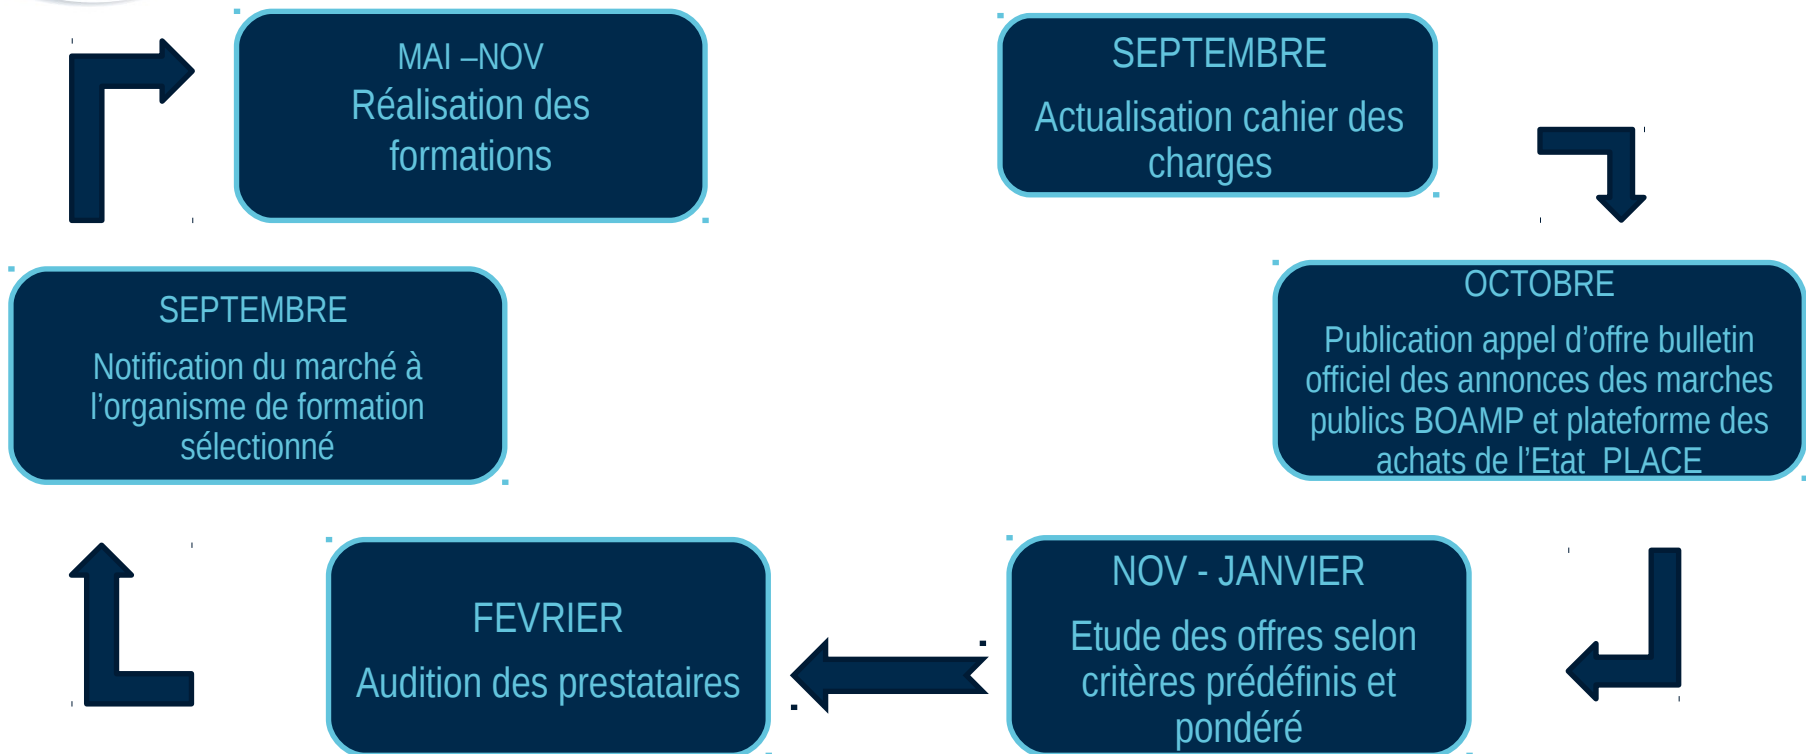 MAI –NOV
Réalisation des
formations
SEPTEMBRE
Actualisation cahier des
charges
SEPTEMBRE
Notification du marché à
l’organisme de formation
sélectionné
OCTOBRE
Publication appel d’offre bulletin
officiel des annonces des marches
publics BOAMP et plateforme des
achats de l’Etat  PLACE
FEVRIER
Audition des prestataires
NOV - JANVIER
Etude des offres selon
critères prédéfinis et
pondéré